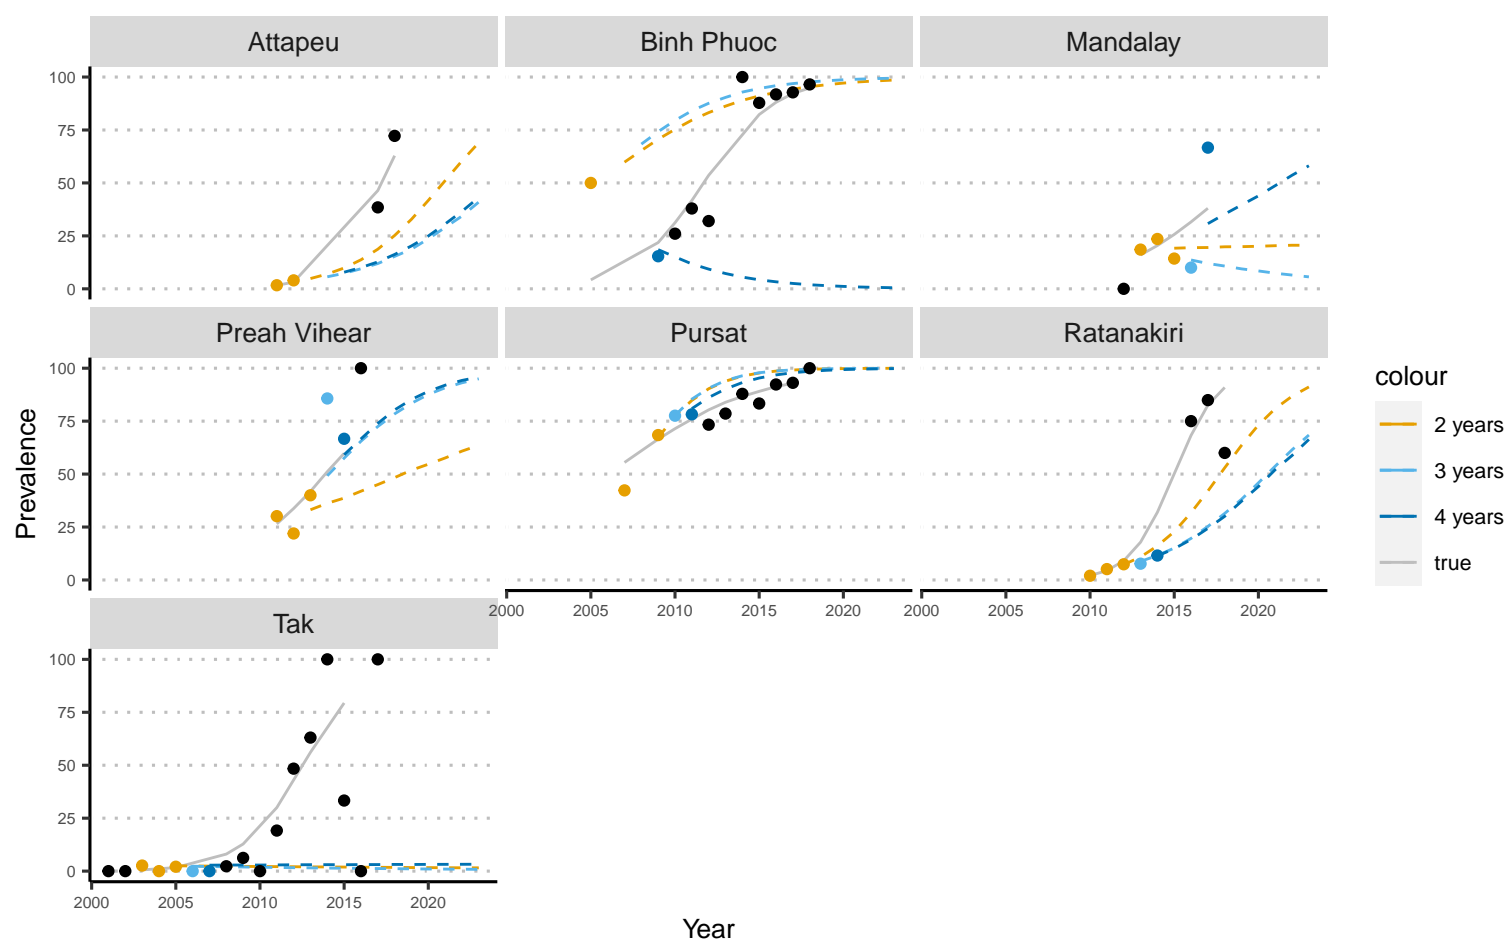 Attapeu Binh Phuoc Mandalay
100
75
50
25
0
Preah Vihear Pursat Ratanakiri
100
75
50
25
0
2000 2005 2010 2015 2020 2000 2005 2010 2015 2020
Tak
100
75
50
25
0
2000 2005 2010 2015 2020
Year
Prevalence
colour
2 years
3 years
4 years
true